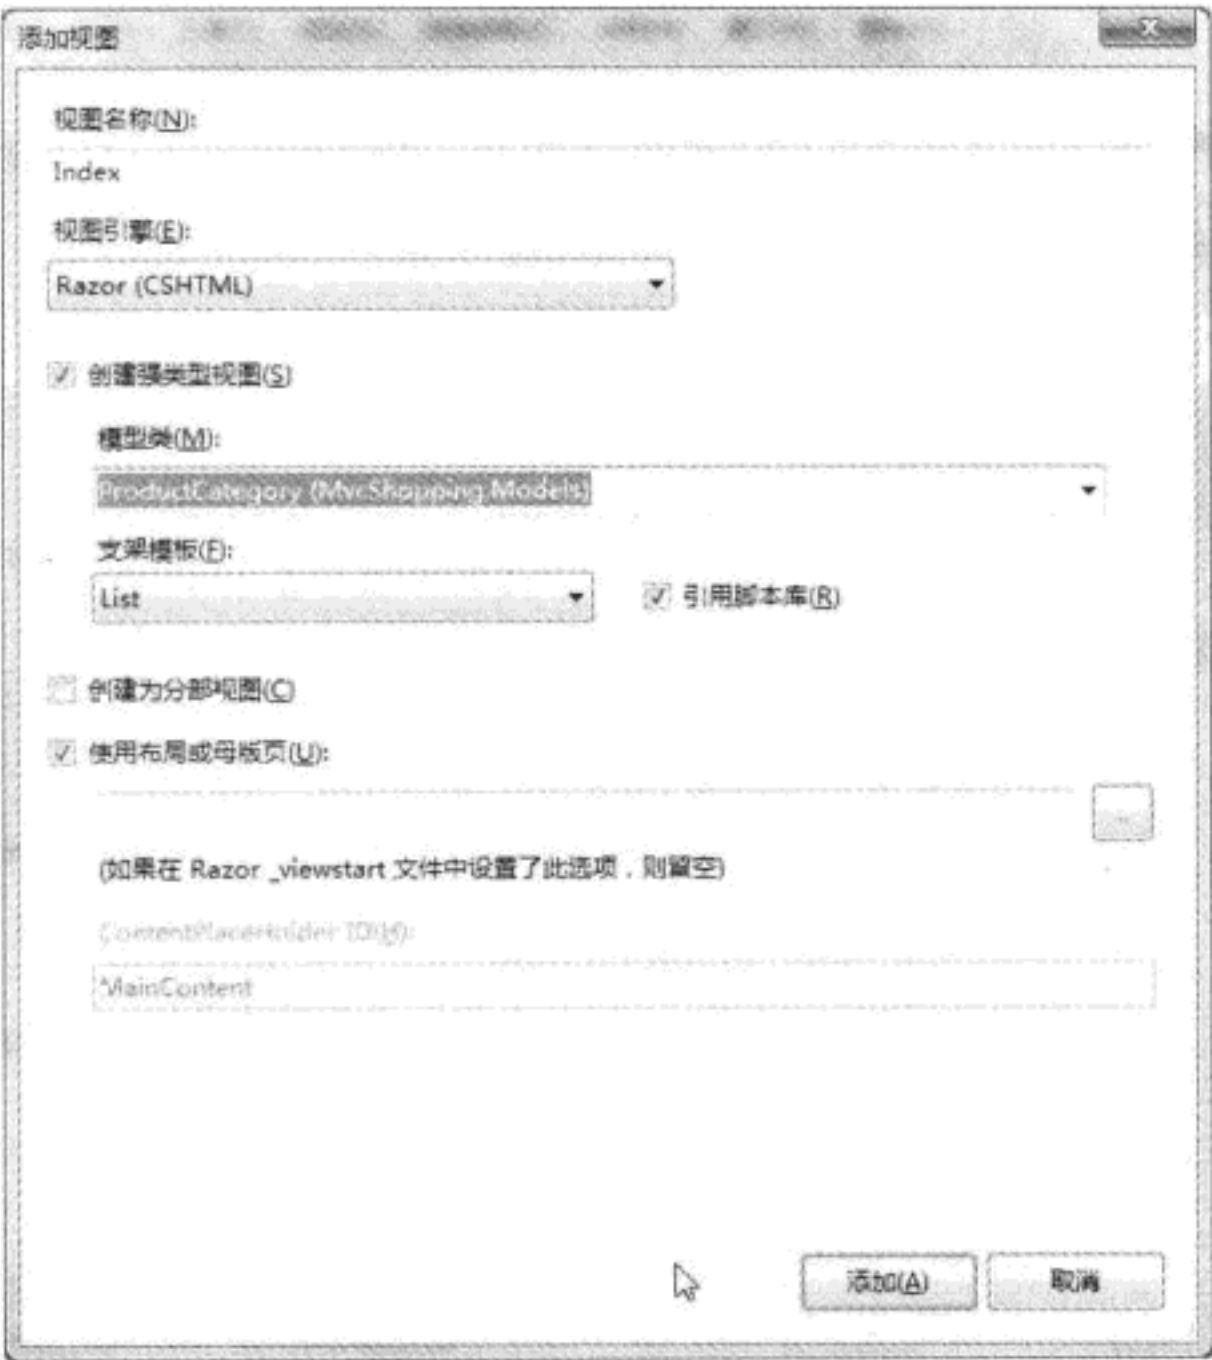 添加视图
视图名称(N):
Index
视图引擎(E):
Razor (CSHTML)
创建强类型视图(S)
模型类(M):
ProductCategory (MvcShopping.Models)
支架模板(F):
List
引用脚本库(R)
创建为分部视图(C)
使用布局或母版页(U):
...
(如果在 Razor _viewstart 文件中设置了此选项，则留空)
ContentPlaceHolder ID(H):
MainContent
添加(A)
取消